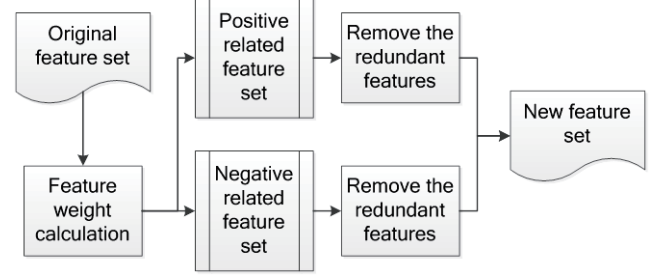 Original
feature set
Feature
weight
calculation
Positive
related
feature
set
Remove the
redundant
features
Negative
related
feature
set
Remove the
redundant
features
New feature
set